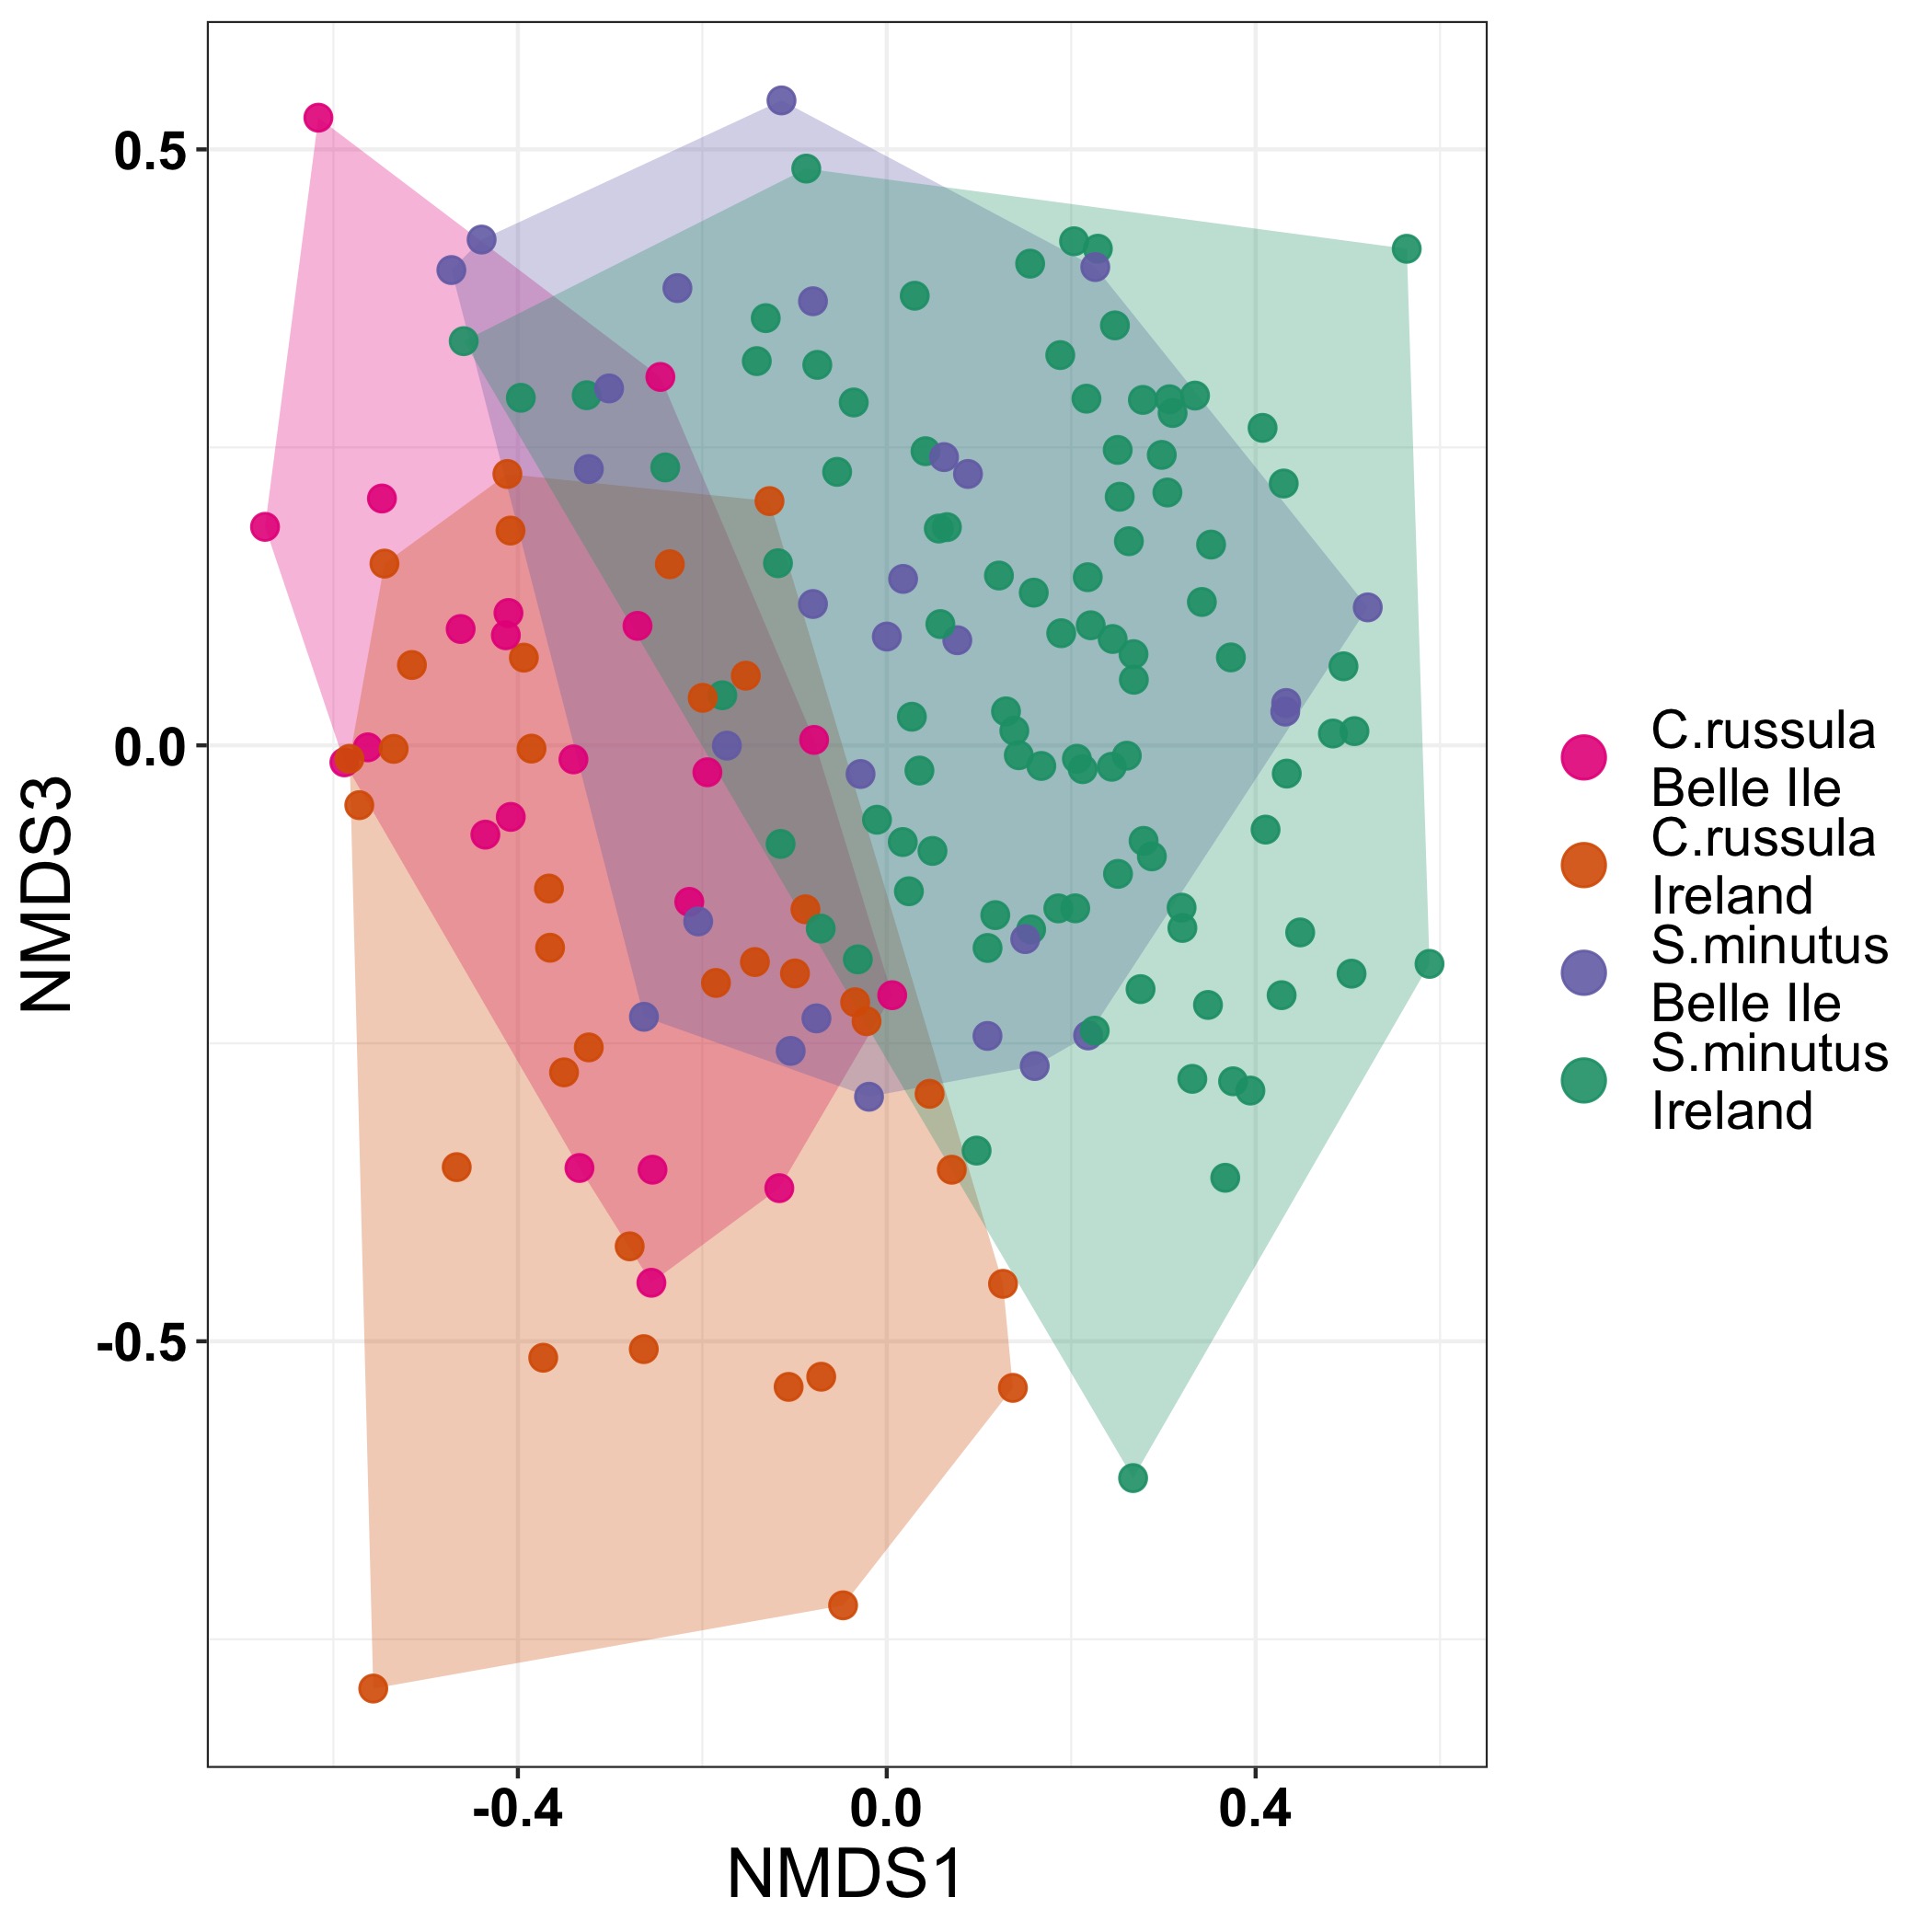 0.5
0.0
-0.5
NMDS3
-0.4 0.0 0.4
NMDS1
C.russula
Belle Ile
C.russula
Ireland
S.minutus
Belle Ile
S.minutus
Ireland